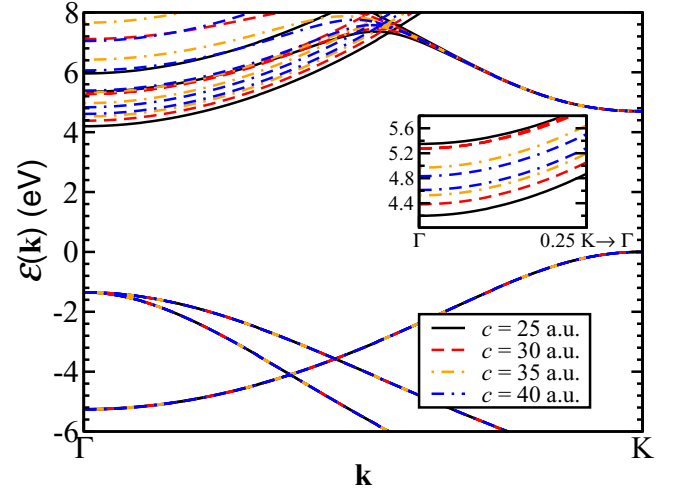 8
6
4
2
0
-2
-4
-6
ε(k) (eV)
5.6
5.2
4.8
4.4
Γ
0.25 K→Γ
c = 25 a.u.
c = 30 a.u.
c = 35 a.u.
c = 40 a.u.
Γ
K
k